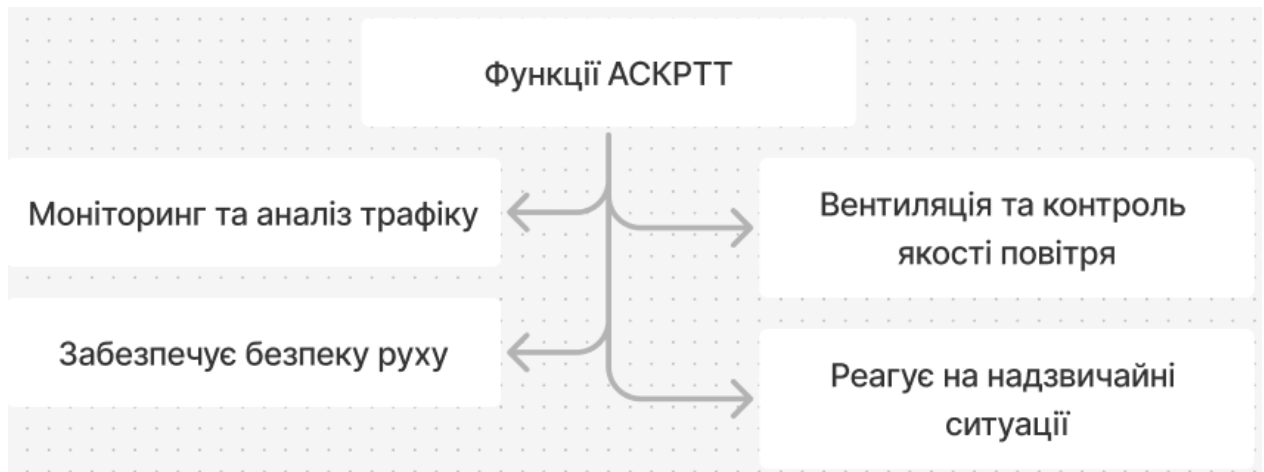 Функції АСКРТТ
Моніторинг та аналіз трафіку
Вентиляція та контроль
якості повітря
Забезпечує безпеку руху
Реагує на надзвичайні
ситуації